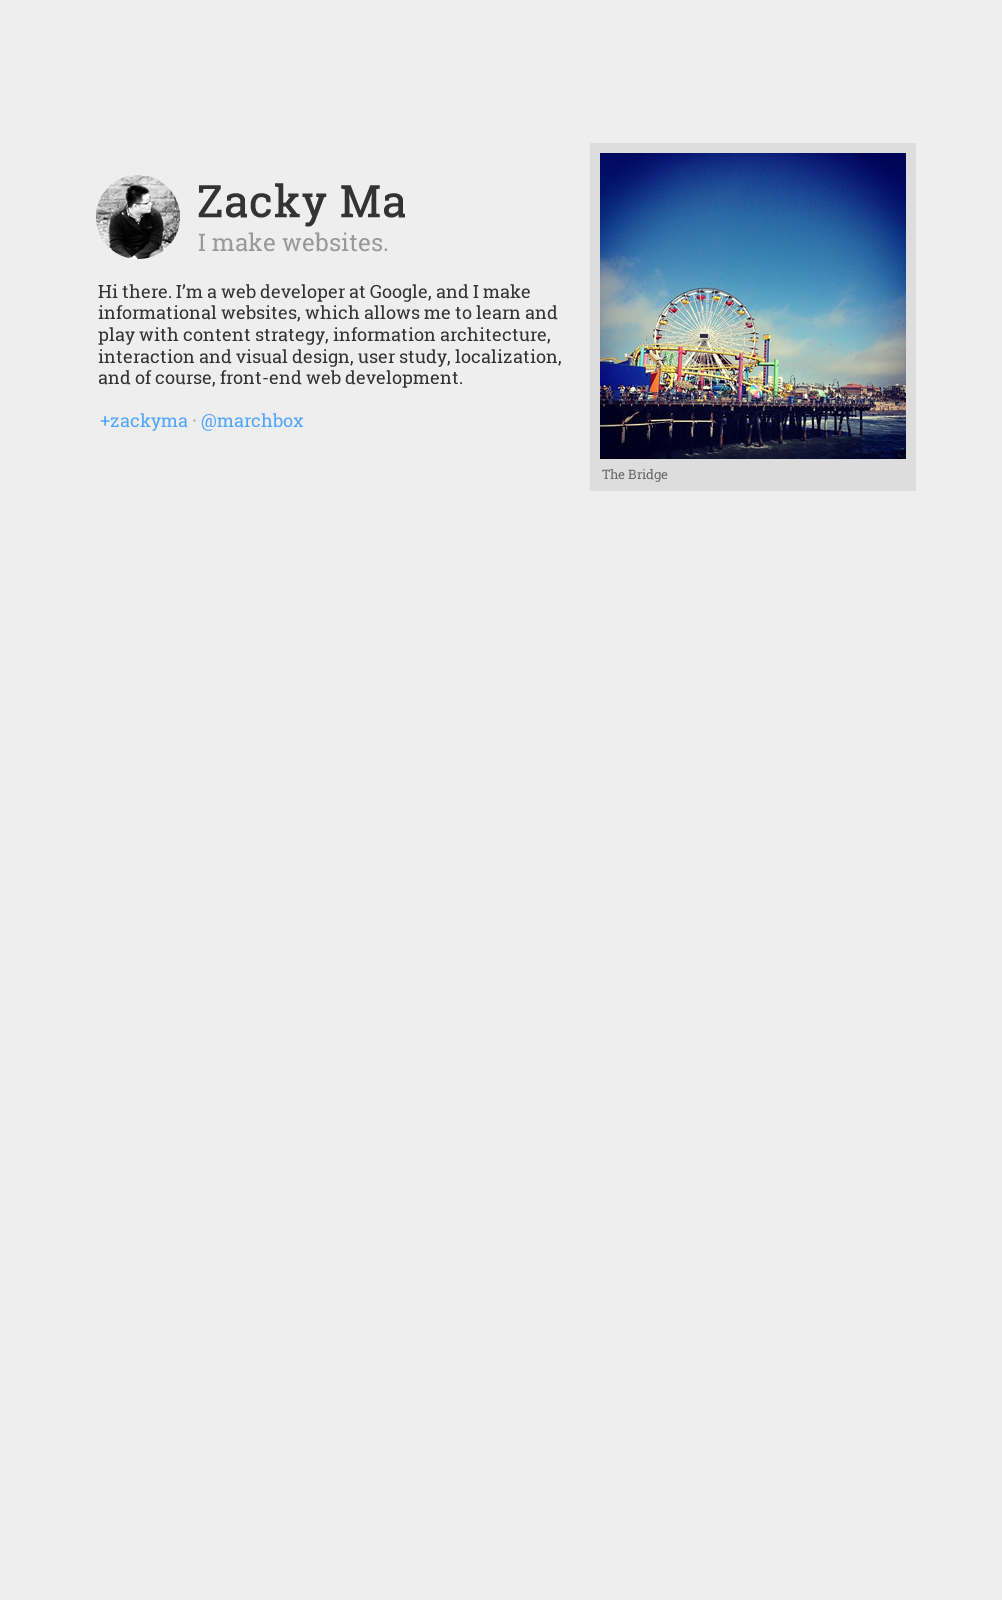 Zacky Ma
I make websites.
Hi there. I’m a web developer at Google, and I make
informational websites, which allows me to learn and
play with content strategy, information architecture,
interaction and visual design, user study, localization,
and of course, front-end web development.
+zackyma · @marchbox
The Bridge